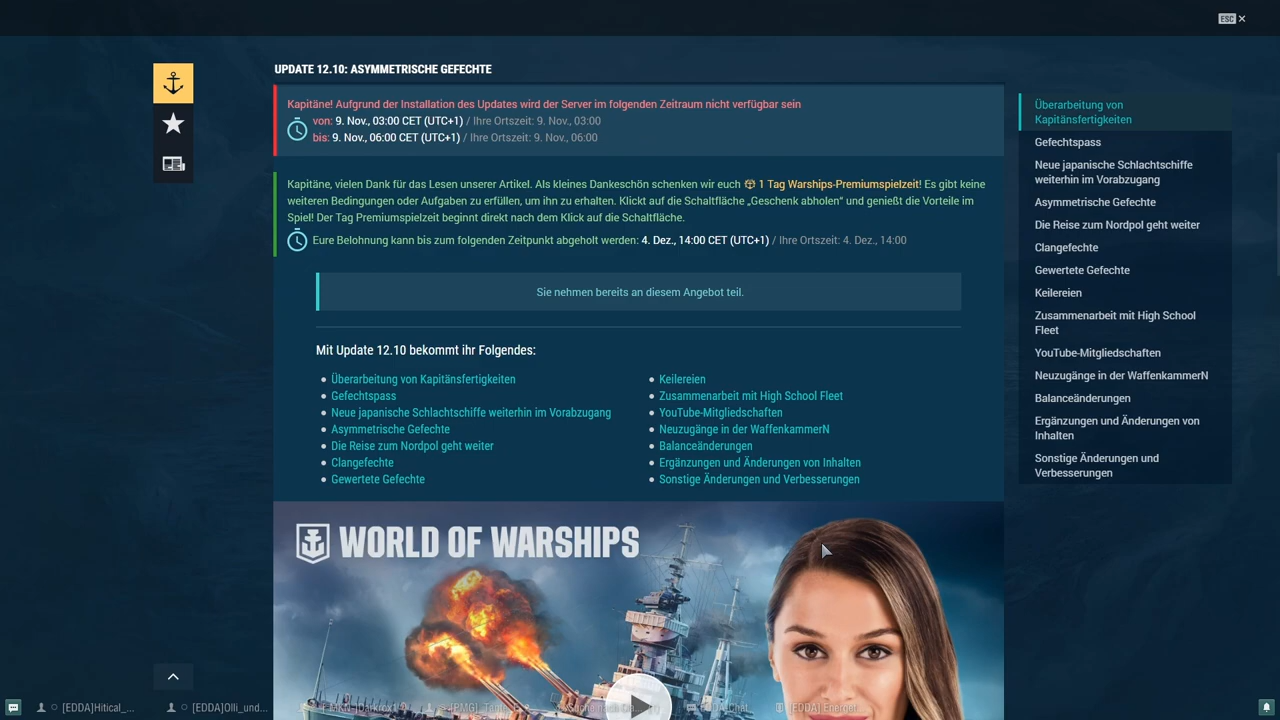 ESC ×
UPDATE 12.10: ASYMMETRISCHE GEFECHTE
Kapitäne! Aufgrund der Installation des Updates wird der Server im folgenden Zeitraum nicht verfügbar sein
von: 9. Nov., 03:00 CET (UTC+1) / Ihre Ortszeit: 9. Nov., 03:00
bis: 9. Nov., 06:00 CET (UTC+1) / Ihre Ortszeit: 9. Nov., 06:00
Kapitäne, vielen Dank für das Lesen unserer Artikel. Als kleines Dankeschön schenken wir euch 1 Tag Warships-Premiumspielzeit! Es gibt keine
weiteren Bedingungen oder Aufgaben zu erfüllen, um ihn zu erhalten. Klickt auf die Schaltfläche „Geschenk abholen“ und genießt die Vorteile im
Spiel! Der Tag Premiumspielzeit beginnt direkt nach dem Klick auf die Schaltfläche.
Eure Belohnung kann bis zum folgenden Zeitpunkt abgeholt werden: 4. Dez., 14:00 CET (UTC+1) / Ihre Ortszeit: 4. Dez., 14:00
Sie nehmen bereits an diesem Angebot teil.
Mit Update 12.10 bekommt ihr Folgendes:
Überarbeitung von Kapitänsfertigkeiten
Gefechtspass
Neue japanische Schlachtschiffe weiterhin im Vorabzugang
Asymmetrische Gefechte
Die Reise zum Nordpol geht weiter
Clangefechte
Gewertete Gefechte
Keilereien
Zusammenarbeit mit High School Fleet
YouTube-Mitgliedschaften
Neuzugänge in der WaffenkammerN
Balanceänderungen
Ergänzungen und Änderungen von Inhalten
Sonstige Änderungen und Verbesserungen
WORLD OF WARSHIPS
Überarbeitung von
Kapitänsfertigkeiten
Gefechtspass
Neue japanische Schlachtschiffe
weiterhin im Vorabzugang
Asymmetrische Gefechte
Die Reise zum Nordpol geht weiter
Clangefechte
Gewertete Gefechte
Keilereien
Zusammenarbeit mit High School
Fleet
YouTube-Mitgliedschaften
Neuzugänge in der WaffenkammerN
Balanceänderungen
Ergänzungen und Änderungen von
Inhalten
Sonstige Änderungen und
Verbesserungen
[EDDA]Hitical_...
[EDDA]Olli_und...